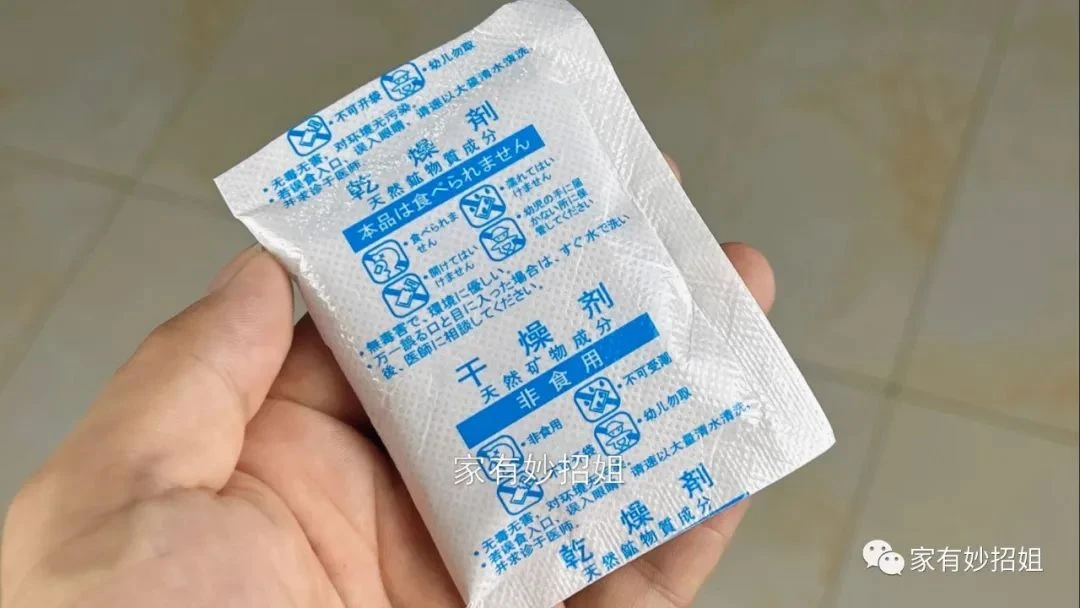 不可开袋
幼儿勿取
无毒无害，对环境无污染。
若误食入口、误入眼睛、请速以大量清水清洗、
并求诊于医师
乾燥剤
天然鉱物質成分
本品は食べられません
食べられま
せん
濡れてはい
けません
開けてはい
けません
幼児の手に届
かない所に保
管してください
無毒害で、環境に優しい。
万一誤る口と目に入った場合は、すぐ水で洗い
後、医師に相談してください。
干燥剂
天然矿物成分
非食用
非食用
不可受潮
幼儿勿取
无毒无害，对环境无
若误食入口、误入眼睛、请速以大量清水清洗、
并求诊于医师
乾燥剤
天然鉱物質成分
家有妙招姐
家有妙招姐